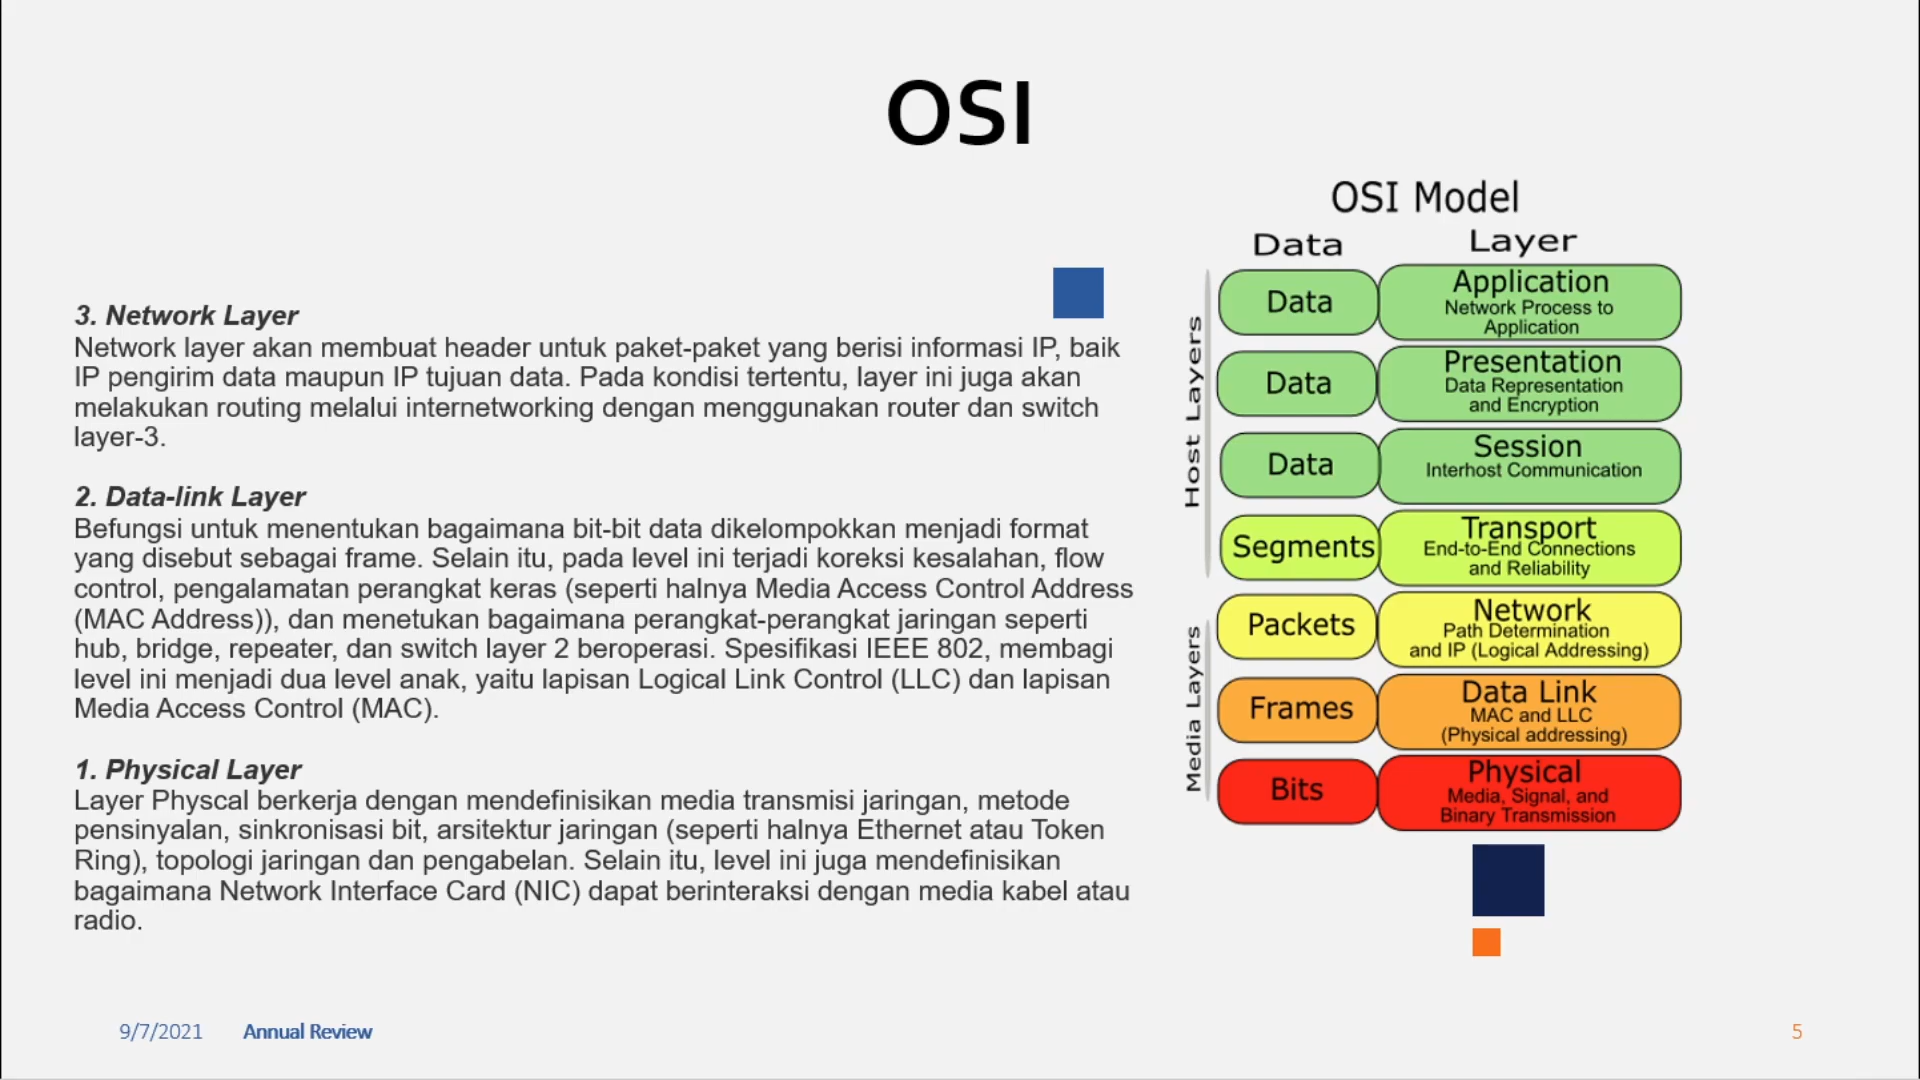 OSI
3. Network Layer
Network layer akan membuat header untuk paket-paket yang berisi informasi IP, baik
IP pengirim data maupun IP tujuan data. Pada kondisi tertentu, layer ini juga akan
melakukan routing melalui internetworking dengan menggunakan router dan switch
layer-3.
2. Data-link Layer
Befungsi untuk menentukan bagaimana bit-bit data dikelompokkan menjadi format
yang disebut sebagai frame. Selain itu, pada level ini terjadi koreksi kesalahan, flow
control, pengalamatan perangkat keras (seperti halnya Media Access Control Address
(MAC Address)), dan menetukan bagaimana perangkat-perangkat jaringan seperti
hub, bridge, repeater, dan switch layer 2 beroperasi. Spesifikasi IEEE 802, membagi
level ini menjadi dua level anak, yaitu lapisan Logical Link Control (LLC) dan lapisan
Media Access Control (MAC).
1. Physical Layer
Layer Physcal berkerja dengan mendefinisikan media transmisi jaringan, metode
pensinyalan, sinkronisasi bit, arsitektur jaringan (seperti halnya Ethernet atau Token
Ring), topologi jaringan dan pengabelan. Selain itu, level ini juga mendefinisikan
bagaimana Network Interface Card (NIC) dapat berinteraksi dengan media kabel atau
radio.
OSI Model
Data Layer
Host Layers
Data
Application
Network Process to
Application
Data
Presentation
Data Representation
and Encryption
Data
Session
Interhost Communication
Segments
Transport
End-to-End Connections
and Reliability
Media Layers
Packets
Network
Path Determination
and IP (Logical Addressing)
Frames
Data Link
MAC and LLC
(Physical addressing)
Bits
Physical
Media, Signal, and
Binary Transmission
9/7/2021 Annual Review 5